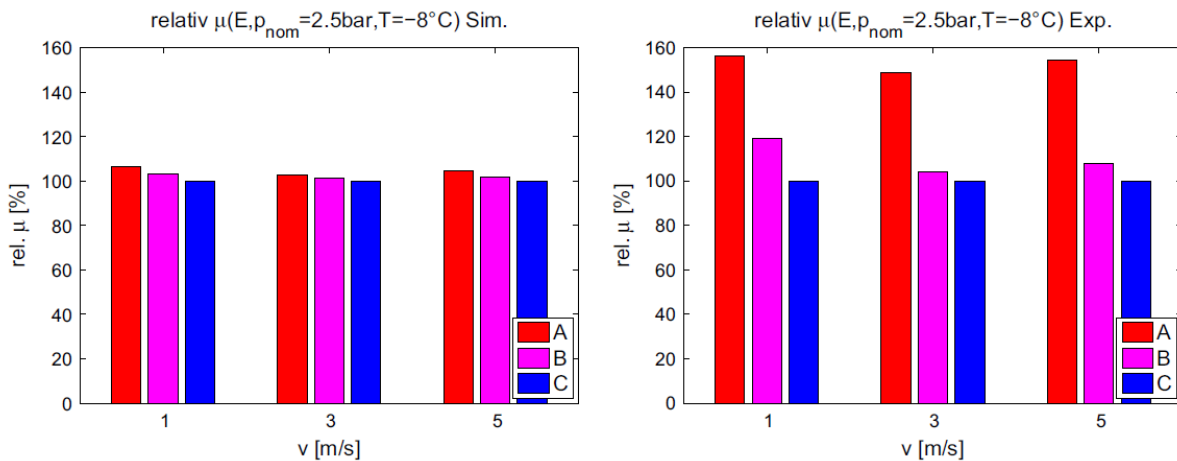 relativ μ(E,p_nom=2.5bar,T=−8°C) Sim.
160
140
120
100
80
60
40
20
0
rel. μ [%]
1
3
5
v [m/s]
A
B
C
relativ μ(E,p_nom=2.5bar,T=−8°C) Exp.
160
140
120
100
80
60
40
20
0
rel. μ [%]
1
3
5
v [m/s]
A
B
C